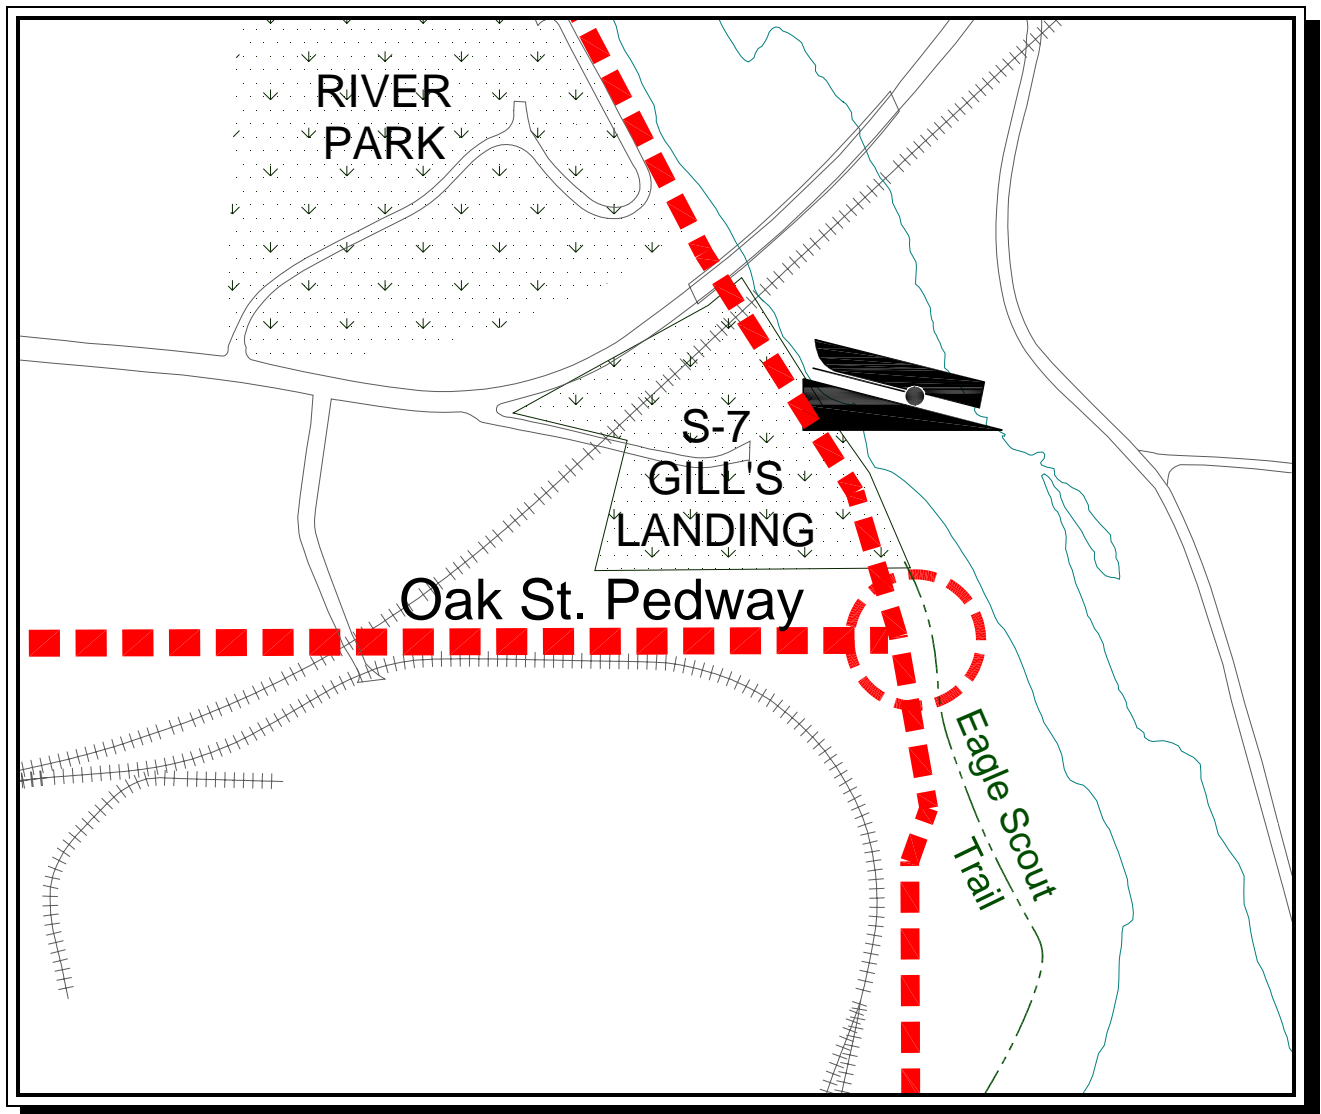 RIVER
PARK
S-7
GILL'S
LANDING
Oak St. Pedway
Eagle Scout
Trail